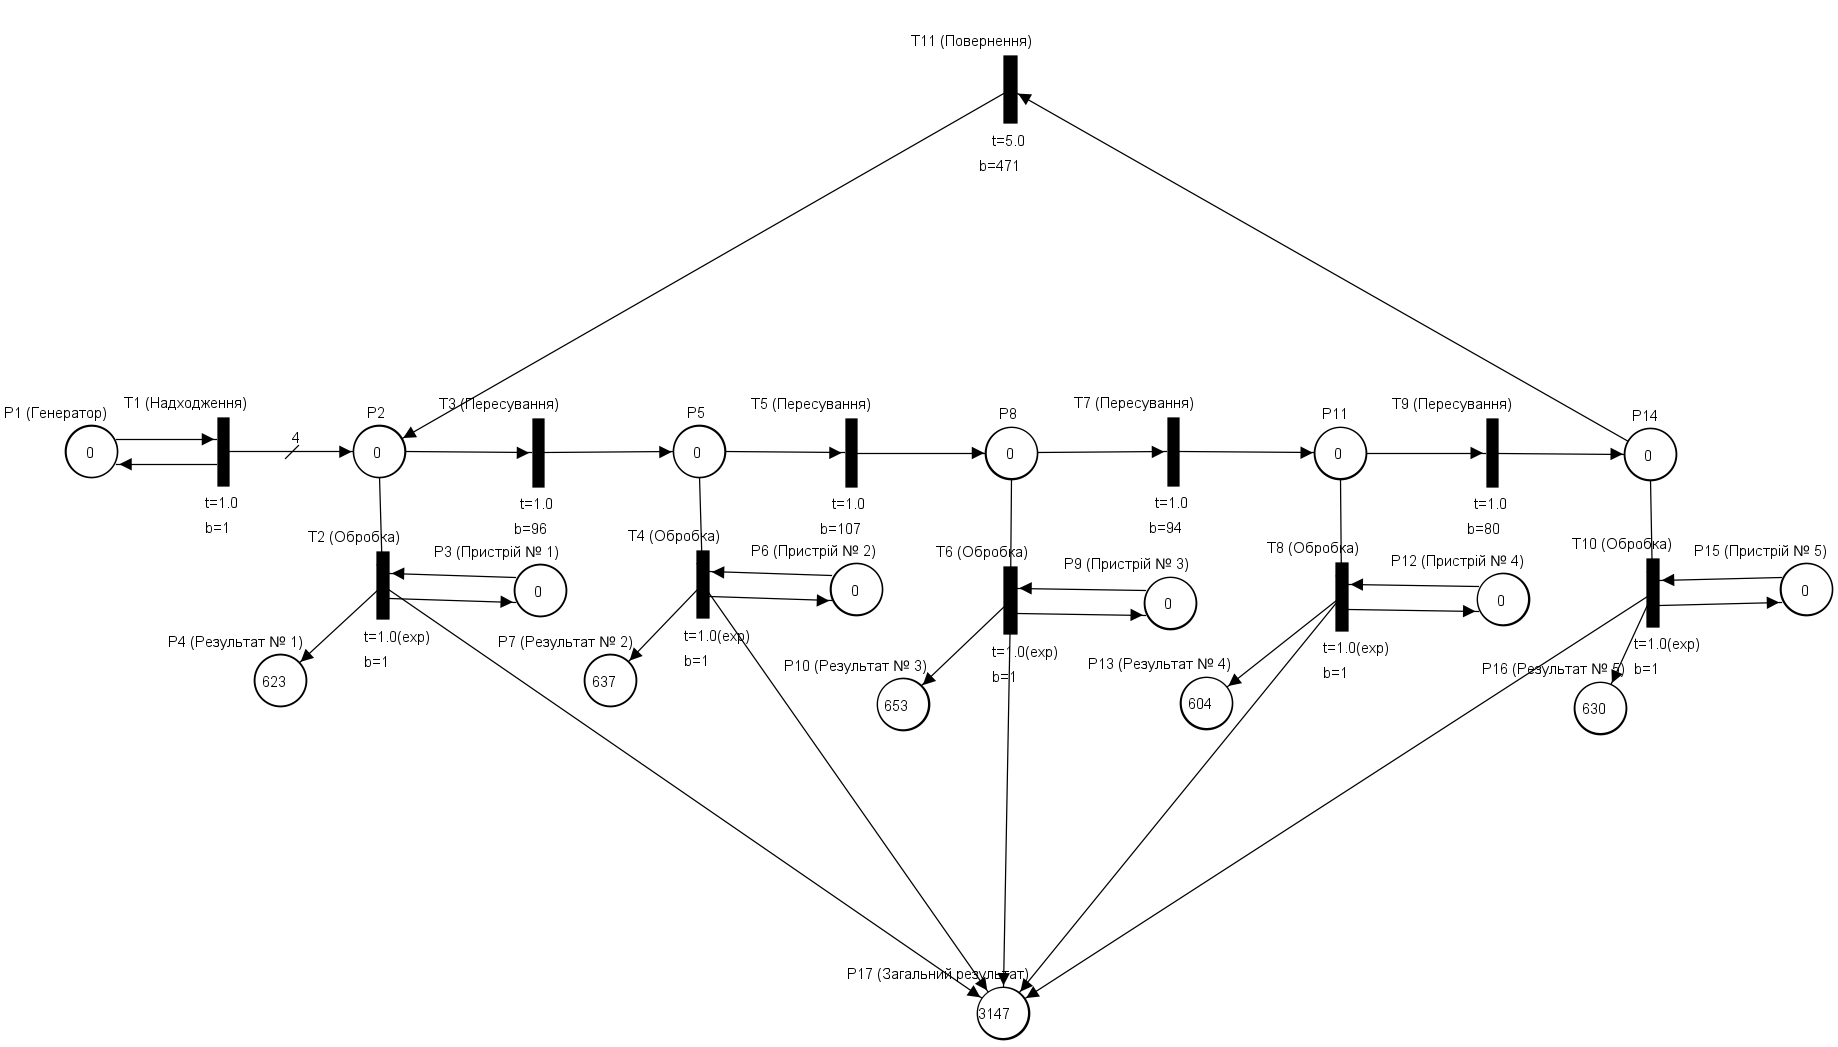 T11 (Повернення)
t=5.0
b=471
P1 (Генератор)
0
T1 (Надходження)
t=1.0
b=1
4
P2
0
T3 (Пересування)
t=1.0
b=96
P5
0
T5 (Пересування)
t=1.0
b=107
P8
0
T7 (Пересування)
t=1.0
b=94
P11
0
T9 (Пересування)
t=1.0
b=80
P14
0
T2 (Обробка)
t=1.0(exp)
b=1
P3 (Пристрій № 1)
0
P4 (Результат № 1)
623
T4 (Обробка)
t=1.0(exp)
b=1
P6 (Пристрій № 2)
0
P7 (Результат № 2)
637
T6 (Обробка)
t=1.0(exp)
b=1
P9 (Пристрій № 3)
0
P10 (Результат № 3)
653
T8 (Обробка)
t=1.0(exp)
b=1
P12 (Пристрій № 4)
0
P13 (Результат № 4)
604
T10 (Обробка)
t=1.0(exp)
b=1
P15 (Пристрій № 5)
0
P16 (Результат № 5)
630
P17 (Загальний результат)
3147